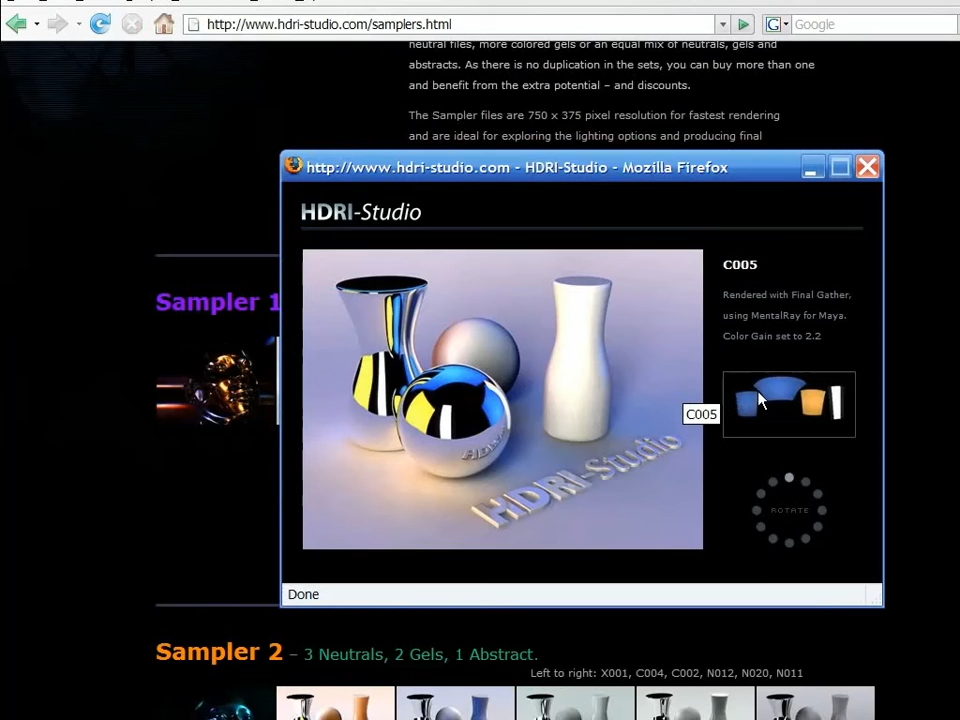 http://www.hdri-studio.com/samplers.html
Google
neutral files, more colored gels or an equal mix of neutrals, gels and
abstracts. As there is no duplication in the sets, you can buy more than one
and benefit from the extra potential – and discounts.
The Sampler files are 750 x 375 pixel resolution for fastest rendering
and are ideal for exploring the lighting options and producing final
http://www.hdri-studio.com - HDRI-Studio - Mozilla Firefox
HDRI-Studio
C005
Rendered with Final Gather,
using MentalRay for Maya.
Color Gain set to 2.2
C005
HDRI-Studio
ROTATE
Done
Sampler 1
Sampler 2 – 3 Neutrals, 2 Gels, 1 Abstract.
Left to right: X001, C004, C002, N012, N020, N011